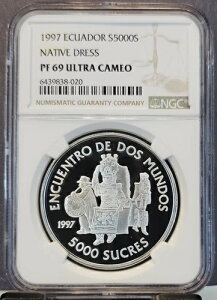 1997 ECUADOR S5000S
NATIVE DRESS
PF 69 ULTRA CAMEO
6439838-020
NUMISMATIC GUARANTY COMPANY
NGC
ENCUENTRO DE DOS MUNDOS
1997
5000 SUCRES